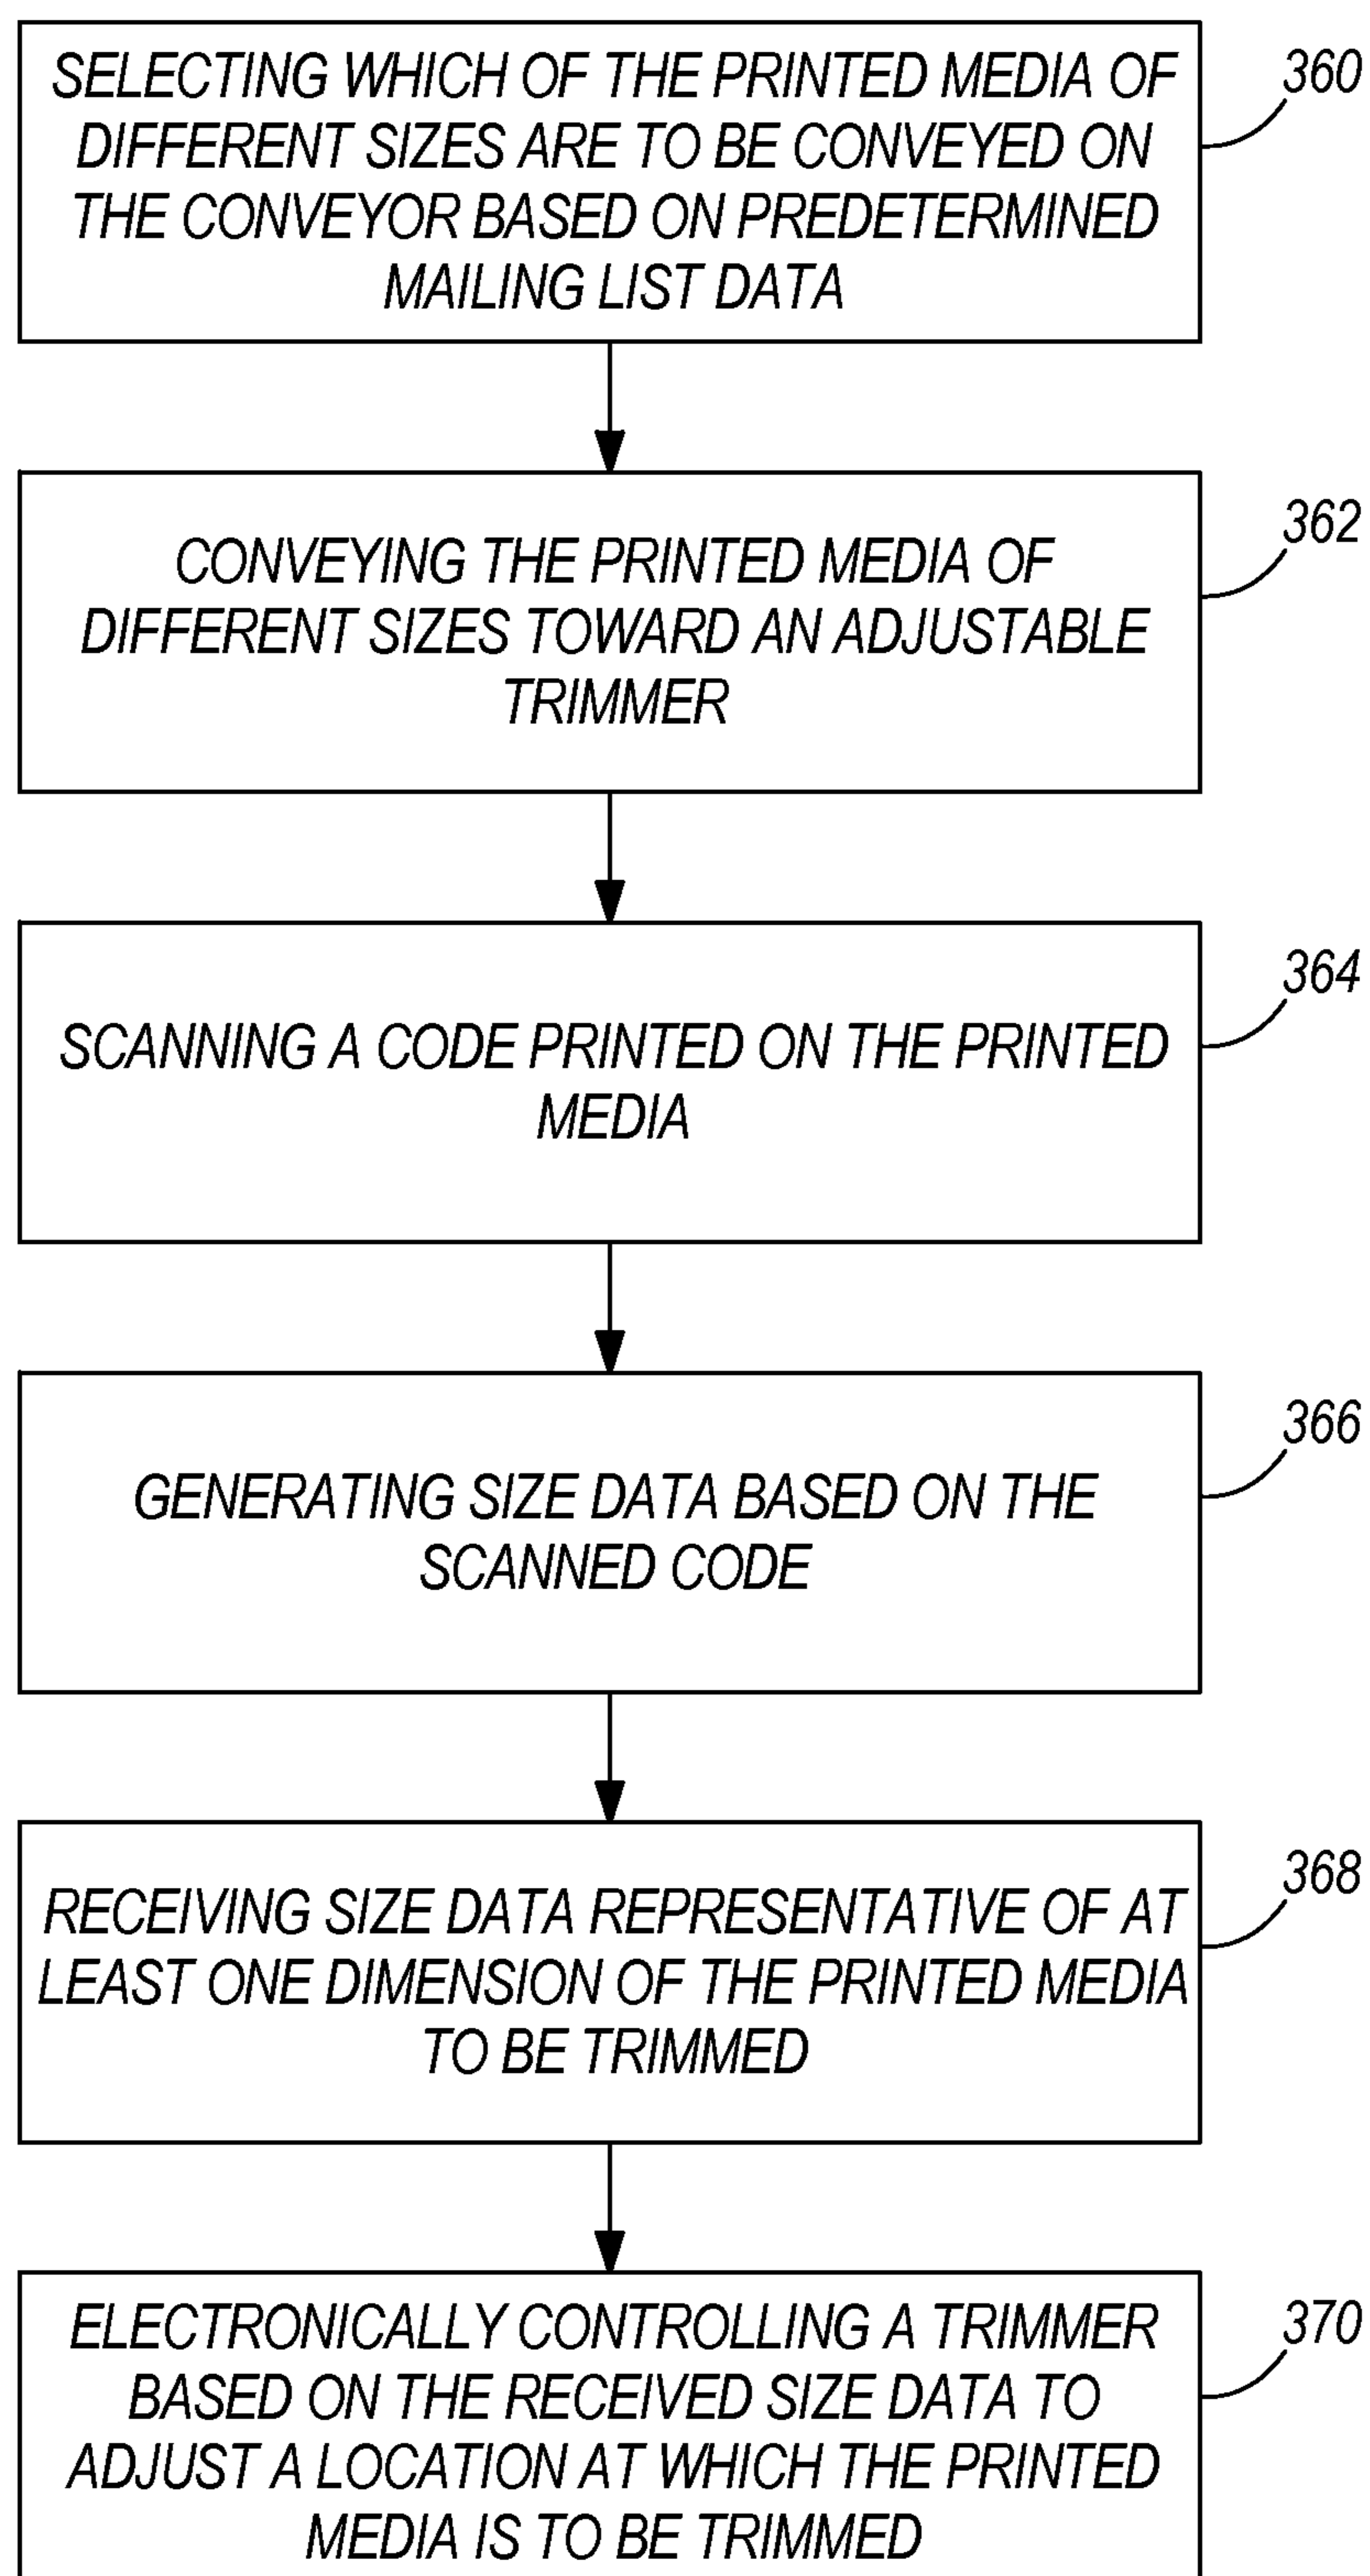 SELECTING WHICH OF THE PRINTED MEDIA OF
DIFFERENT SIZES ARE TO BE CONVEYED ON
THE CONVEYOR BASED ON PREDETERMINED
MAILING LIST DATA
360
CONVEYING THE PRINTED MEDIA OF
DIFFERENT SIZES TOWARD AN ADJUSTABLE
TRIMMER
362
SCANNING A CODE PRINTED ON THE PRINTED
MEDIA
364
GENERATING SIZE DATA BASED ON THE
SCANNED CODE
366
RECEIVING SIZE DATA REPRESENTATIVE OF AT
LEAST ONE DIMENSION OF THE PRINTED MEDIA
TO BE TRIMMED
368
ELECTRONICALLY CONTROLLING A TRIMMER
BASED ON THE RECEIVED SIZE DATA TO
ADJUST A LOCATION AT WHICH THE PRINTED
MEDIA IS TO BE TRIMMED
370